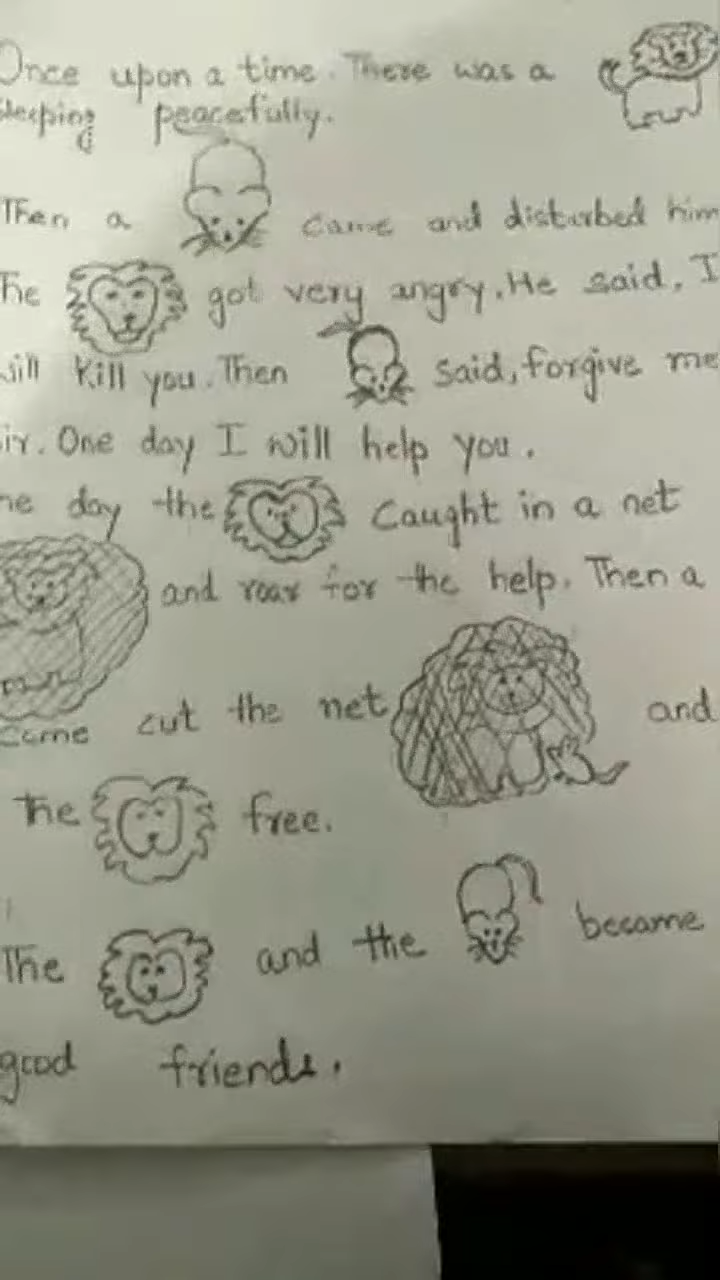 Once upon a time. There was a
sleeping peacefully.
Then a came and disturbed him
The got very angry. He said, I
will kill you. Then said, forgive me
sir. One day I will help you.
day the caught in a net
and roar for the help. Then a
came cut the net and
The free.
The and the became
good friends.